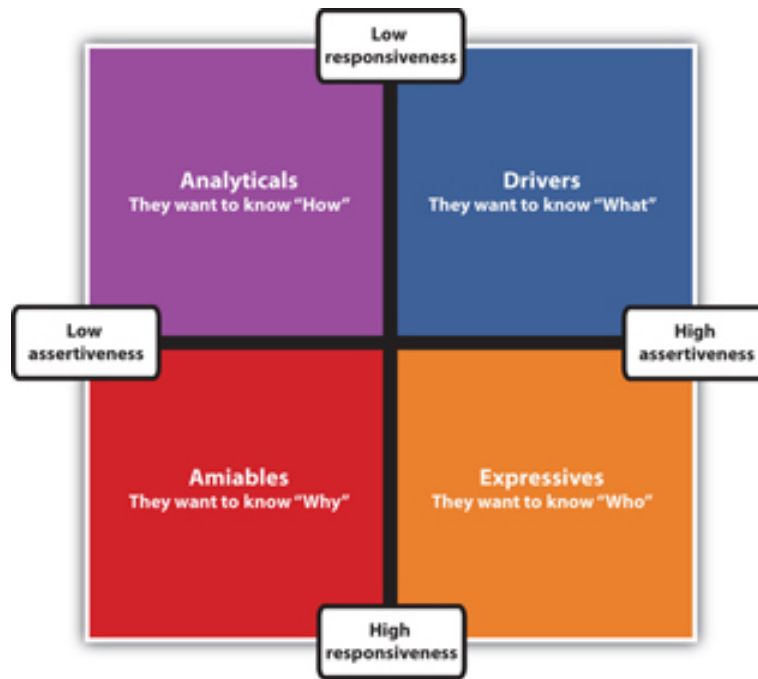 Low
responsiveness
Analyticals
They want to know “How”
Drivers
They want to know “What”
Low
assertiveness
High
assertiveness
Amiables
They want to know “Why”
Expressives
They want to know “Who”
High
responsiveness